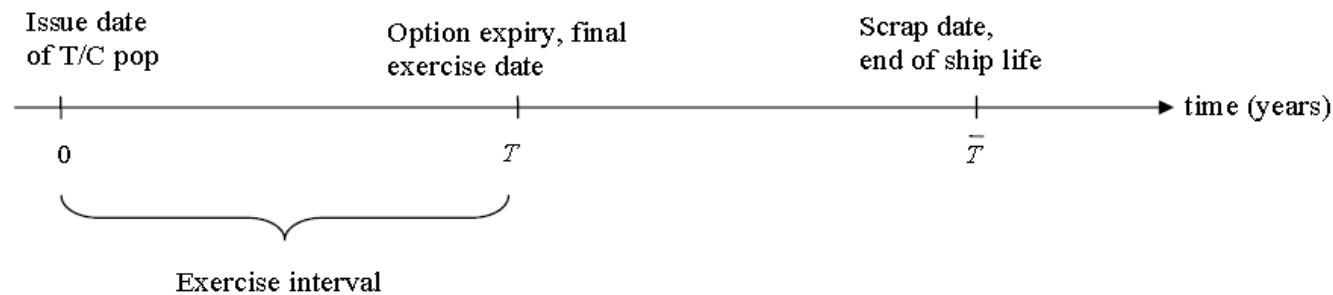 Issue date
of T/C pop
Option expiry, final
exercise date
Scrap date,
end of ship life
time (years)
0
T
T̄
Exercise interval